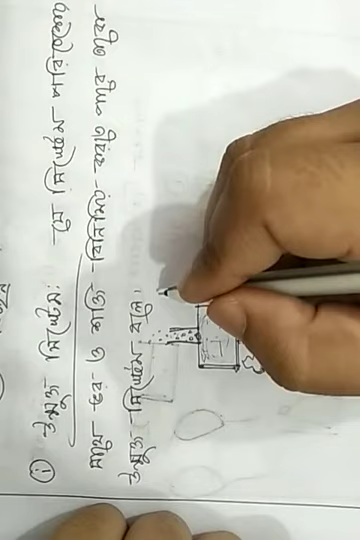 ① উন্মুক্ত সিস্টেম: যে সিস্টেম পারিপার্শ্বের
সাথে ভর ও শক্তি বিনিময় করতে পারে তাকে
উন্মুক্ত সিস্টেম বলে।